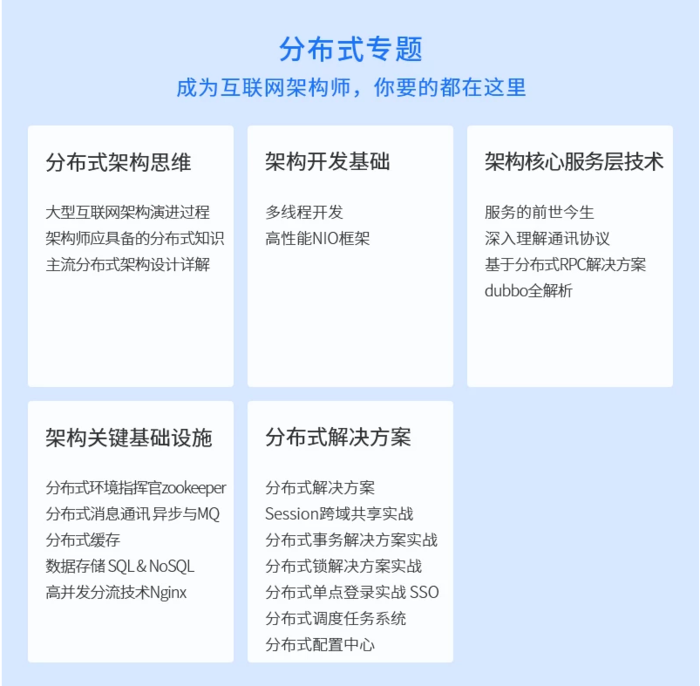 分布式专题
成为互联网架构师，你要的都在这里
分布式架构思维
大型互联网架构演进过程
架构师应具备的分布式知识
主流分布式架构设计详解
架构开发基础
多线程开发
高性能NIO框架
架构核心服务层技术
服务的前世今生
深入理解通讯协议
基于分布式RPC解决方案
dubbo全解析
架构关键基础设施
分布式环境指挥官zookeeper
分布式消息通讯 异步与MQ
分布式缓存
数据存储 SQL & NoSQL
高并发分流技术Nginx
分布式解决方案
分布式解决方案
Session跨域共享实战
分布式事务解决方案实战
分布式锁解决方案实战
分布式单点登录实战 SSO
分布式调度任务系统
分布式配置中心